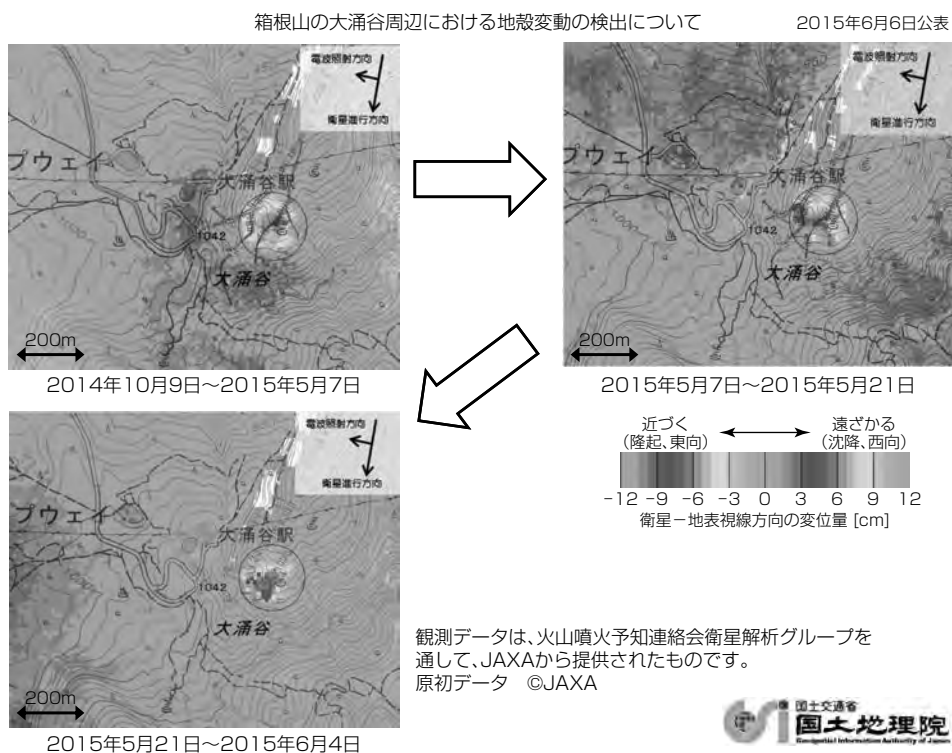 箱根山の大涌谷周辺における地殻変動の検出について
2015年6月6日公表
電波照射方向
衛星進行方向
プウェイ
大涌谷駅
1042
大涌谷
200m
2014年10月9日～2015年5月7日
電波照射方向
衛星進行方向
プウェイ
大涌谷駅
1042
大涌谷
200m
2015年5月7日～2015年5月21日
電波照射方向
衛星進行方向
プウェイ
大涌谷駅
1042
大涌谷
200m
2015年5月21日～2015年6月4日
近づく
（隆起、東向）
遠ざかる
（沈降、西向）
-12 -9 -6 -3 0 3 6 9 12
衛星－地表視線方向の変位量 [cm]
観測データは、火山噴火予知連絡会衛星解析グループを
通して、JAXAから提供されたものです。
原初データ ©JAXA
国土交通省
国土地理院
Geospatial Information Authority of Japan